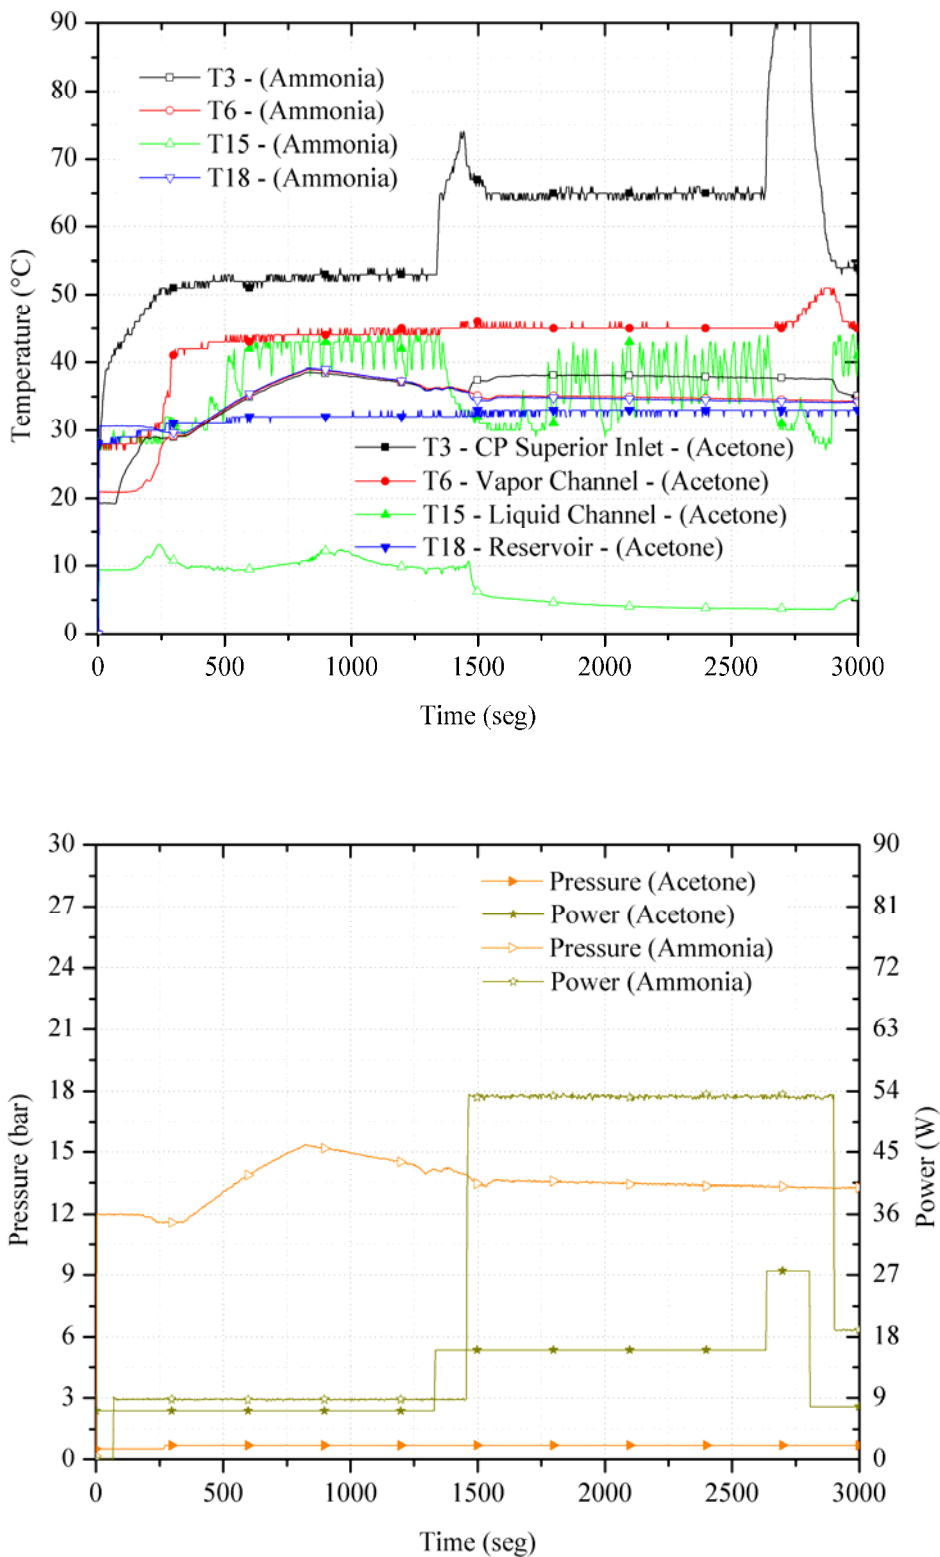 90
80
70
60
50
40
30
20
10
0
Temperature (°C)
T3 - (Ammonia)
T6 - (Ammonia)
T15 - (Ammonia)
T18 - (Ammonia)
T3 - CP Superior Inlet - (Acetone)
T6 - Vapor Channel - (Acetone)
T15 - Liquid Channel - (Acetone)
T18 - Reservoir - (Acetone)
0 500 1000 1500 2000 2500 3000
Time (seg)
30
27
24
21
18
15
12
9
6
3
0
Pressure (bar)
Pressure (Acetone)
Power (Acetone)
Pressure (Ammonia)
Power (Ammonia)
90
81
72
63
54
45
36
27
18
9
0
Power (W)
0 500 1000 1500 2000 2500 3000
Time (seg)